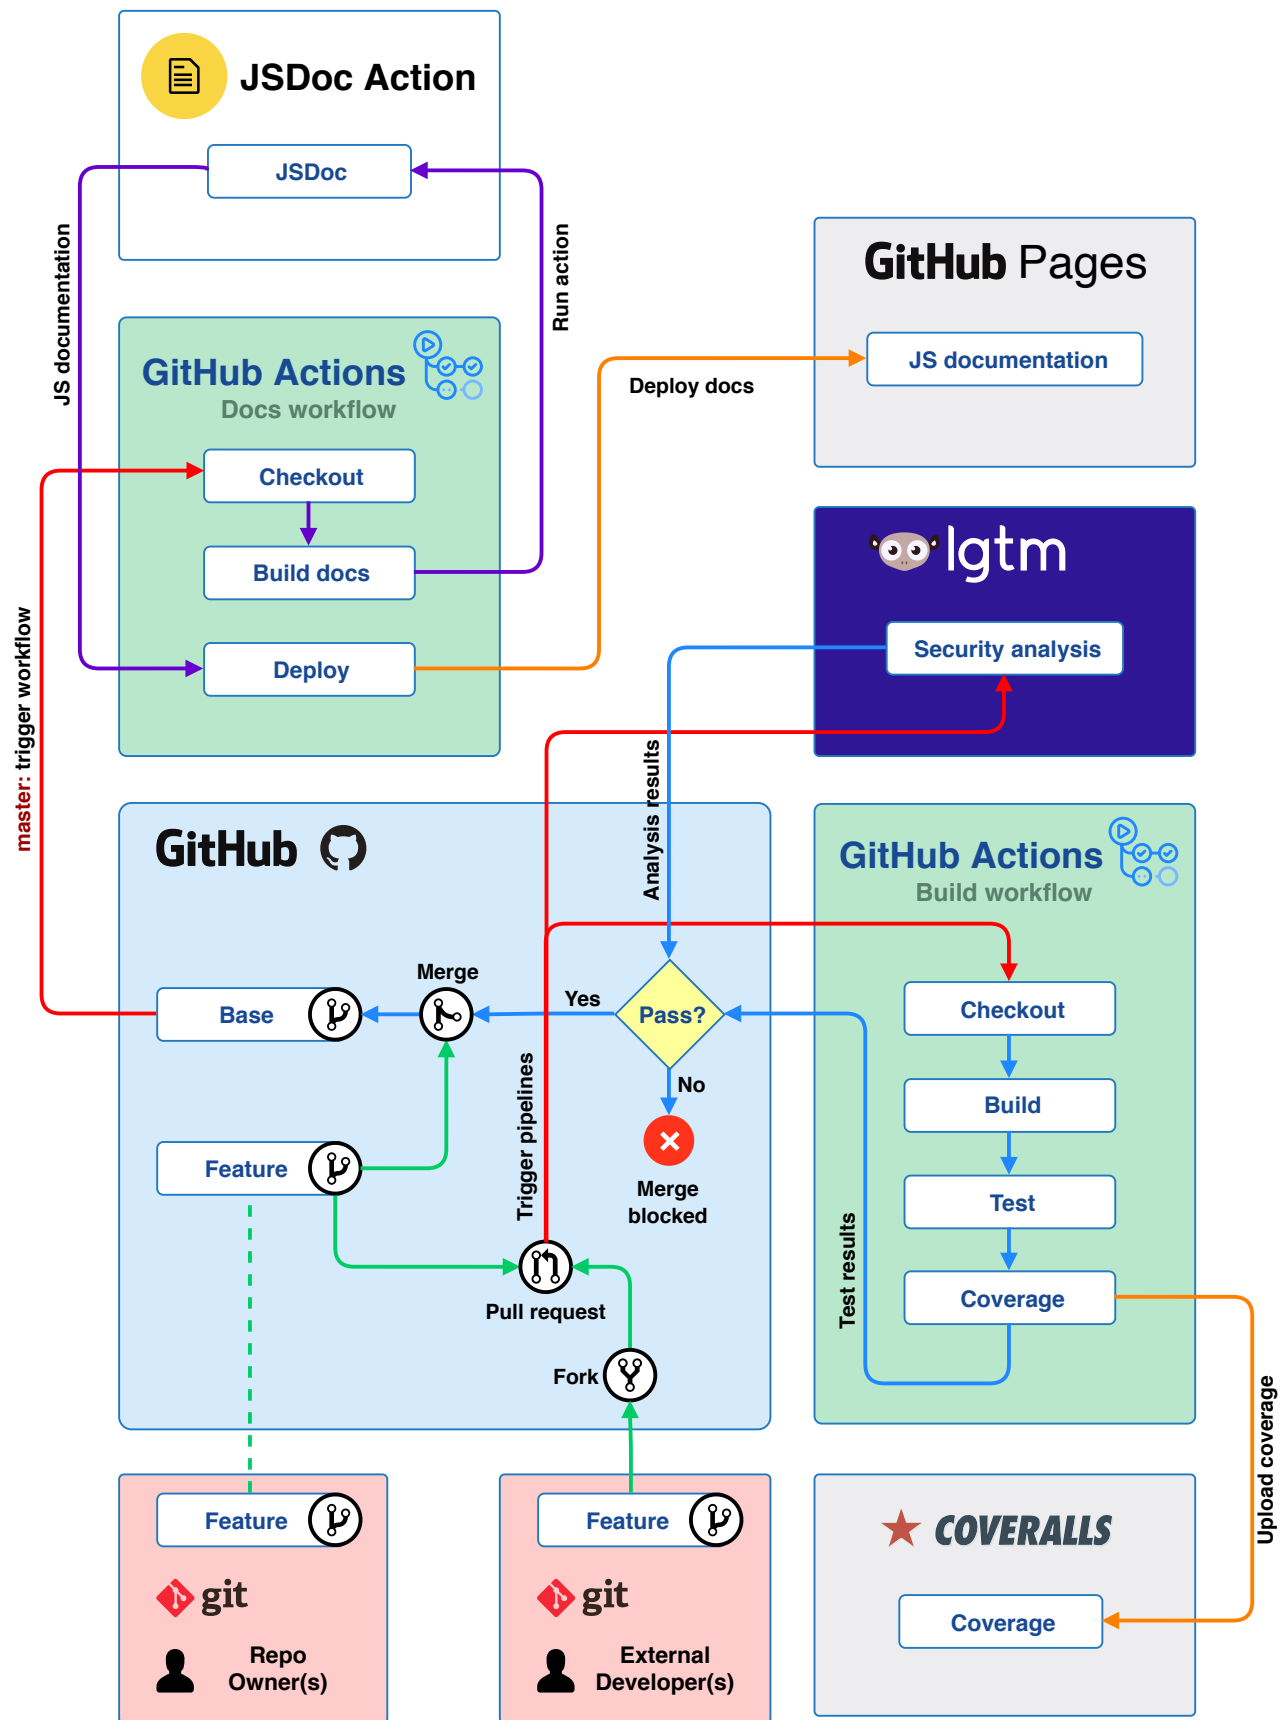 JSDoc Action
JSDoc
JS documentation
Run action
GitHub Actions
Docs workflow
Checkout
Build docs
Deploy
Deploy docs
GitHub Pages
JS documentation
lgtm
Security analysis
master: trigger workflow
Analysis results
GitHub
Merge
Base
Yes
Pass?
No
Merge
blocked
Trigger pipelines
Feature
Pull request
Fork
GitHub Actions
Build workflow
Checkout
Build
Test
Coverage
Test results
Upload coverage
Feature
git
Repo
Owner(s)
Feature
git
External
Developer(s)
COVERALLS
Coverage